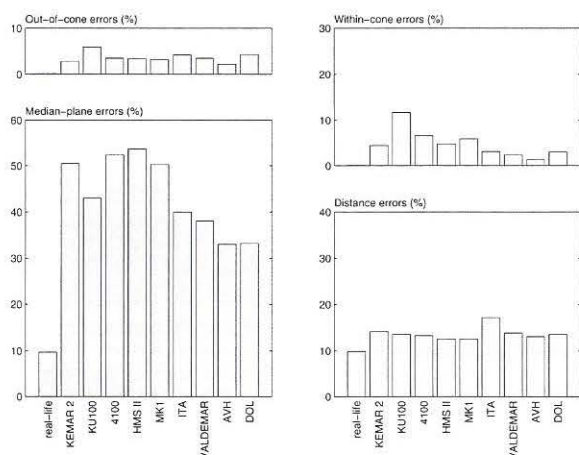 Out-of-cone errors (%)
10
0
Median-plane errors (%)
60
50
40
30
20
10
0
real-life
KEMAR 2
KU100
4100
HMS II
MK1
ITA
VALDEMAR
AVH
DOL
Within-cone errors (%)
30
20
10
0
Distance errors (%)
40
30
20
10
0
real-life
KEMAR 2
KU100
4100
HMS II
MK1
ITA
VALDEMAR
AVH
DOL